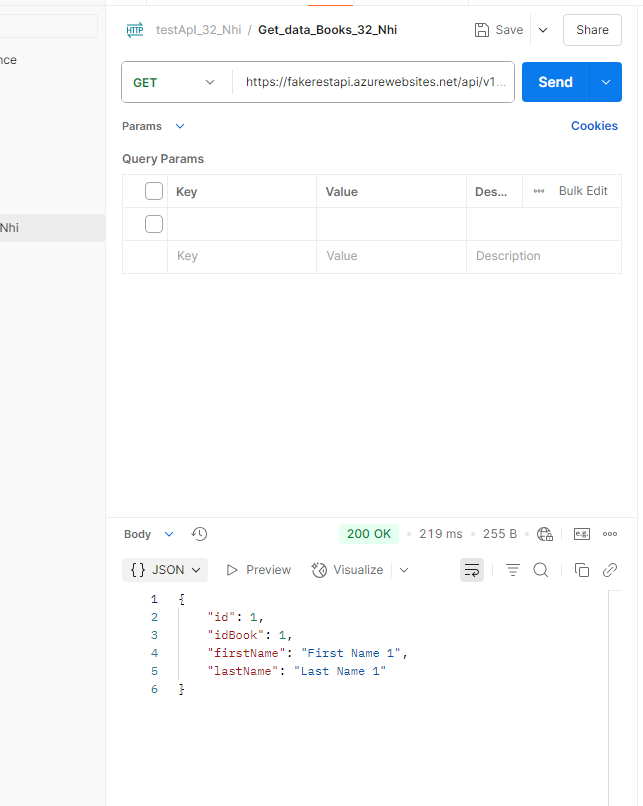 nce
Nhi
HTTP testApI_32_Nhi / Get_data_Books_32_Nhi Save Share
GET https://fakerestapi.azurewebsites.net/api/v1... Send
Params Cookies
Query Params
Key Value Des... Bulk Edit
Key Value Description
Body 200 OK • 219 ms • 255 B • e.g.
{} JSON Preview Visualize
1 {
2 "id": 1,
3 "idBook": 1,
4 "firstName": "First Name 1",
5 "lastName": "Last Name 1"
6 }